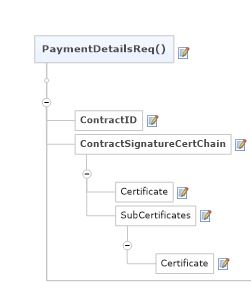 PaymentDetailsReq()
ContractID
ContractSignatureCertChain
Certificate
SubCertificates
Certificate